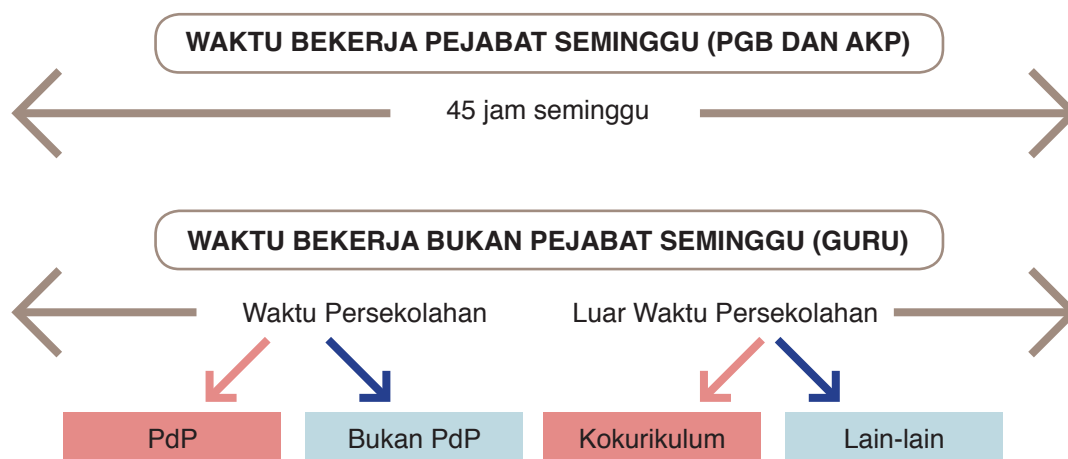 WAKTU BEKERJA PEJABAT SEMINGGU (PGB DAN AKP)
45 jam seminggu
WAKTU BEKERJA BUKAN PEJABAT SEMINGGU (GURU)
Waktu Persekolahan
Luar Waktu Persekolahan
PdP
Bukan PdP
Kokurikulum
Lain-lain